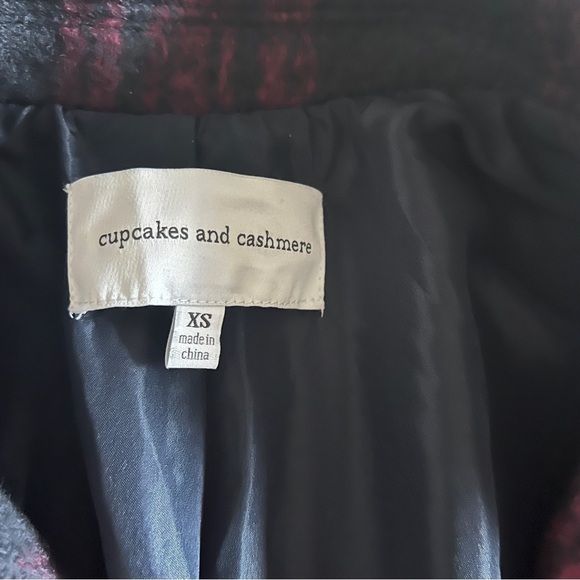 cupcakes and cashmere
XS
made in
china